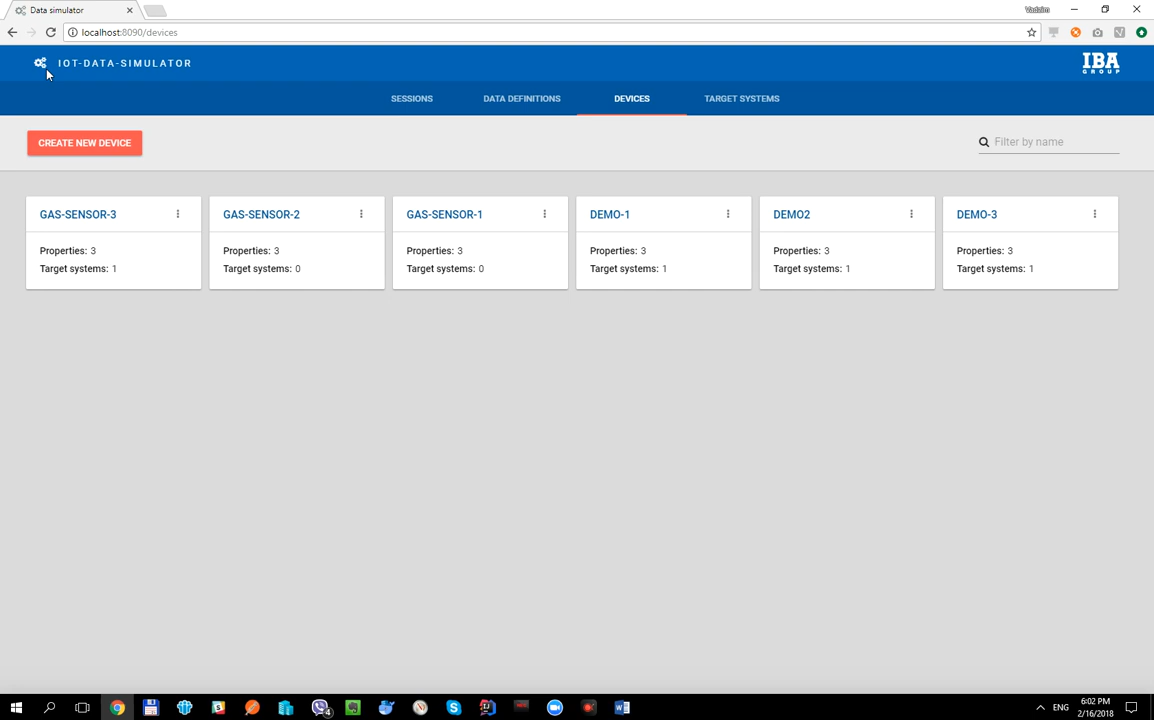 Data simulator
Vadzim
localhost:8090/devices
IOT-DATA-SIMULATOR
IBA
GROUP
SESSIONS
DATA DEFINITIONS
DEVICES
TARGET SYSTEMS
CREATE NEW DEVICE
Filter by name
GAS-SENSOR-3
GAS-SENSOR-2
GAS-SENSOR-1
DEMO-1
DEMO2
DEMO-3
Properties: 3
Properties: 3
Properties: 3
Properties: 3
Properties: 3
Properties: 3
Target systems: 1
Target systems: 0
Target systems: 0
Target systems: 1
Target systems: 1
Target systems: 1
4
ENG
6:02 PM
2/16/2018